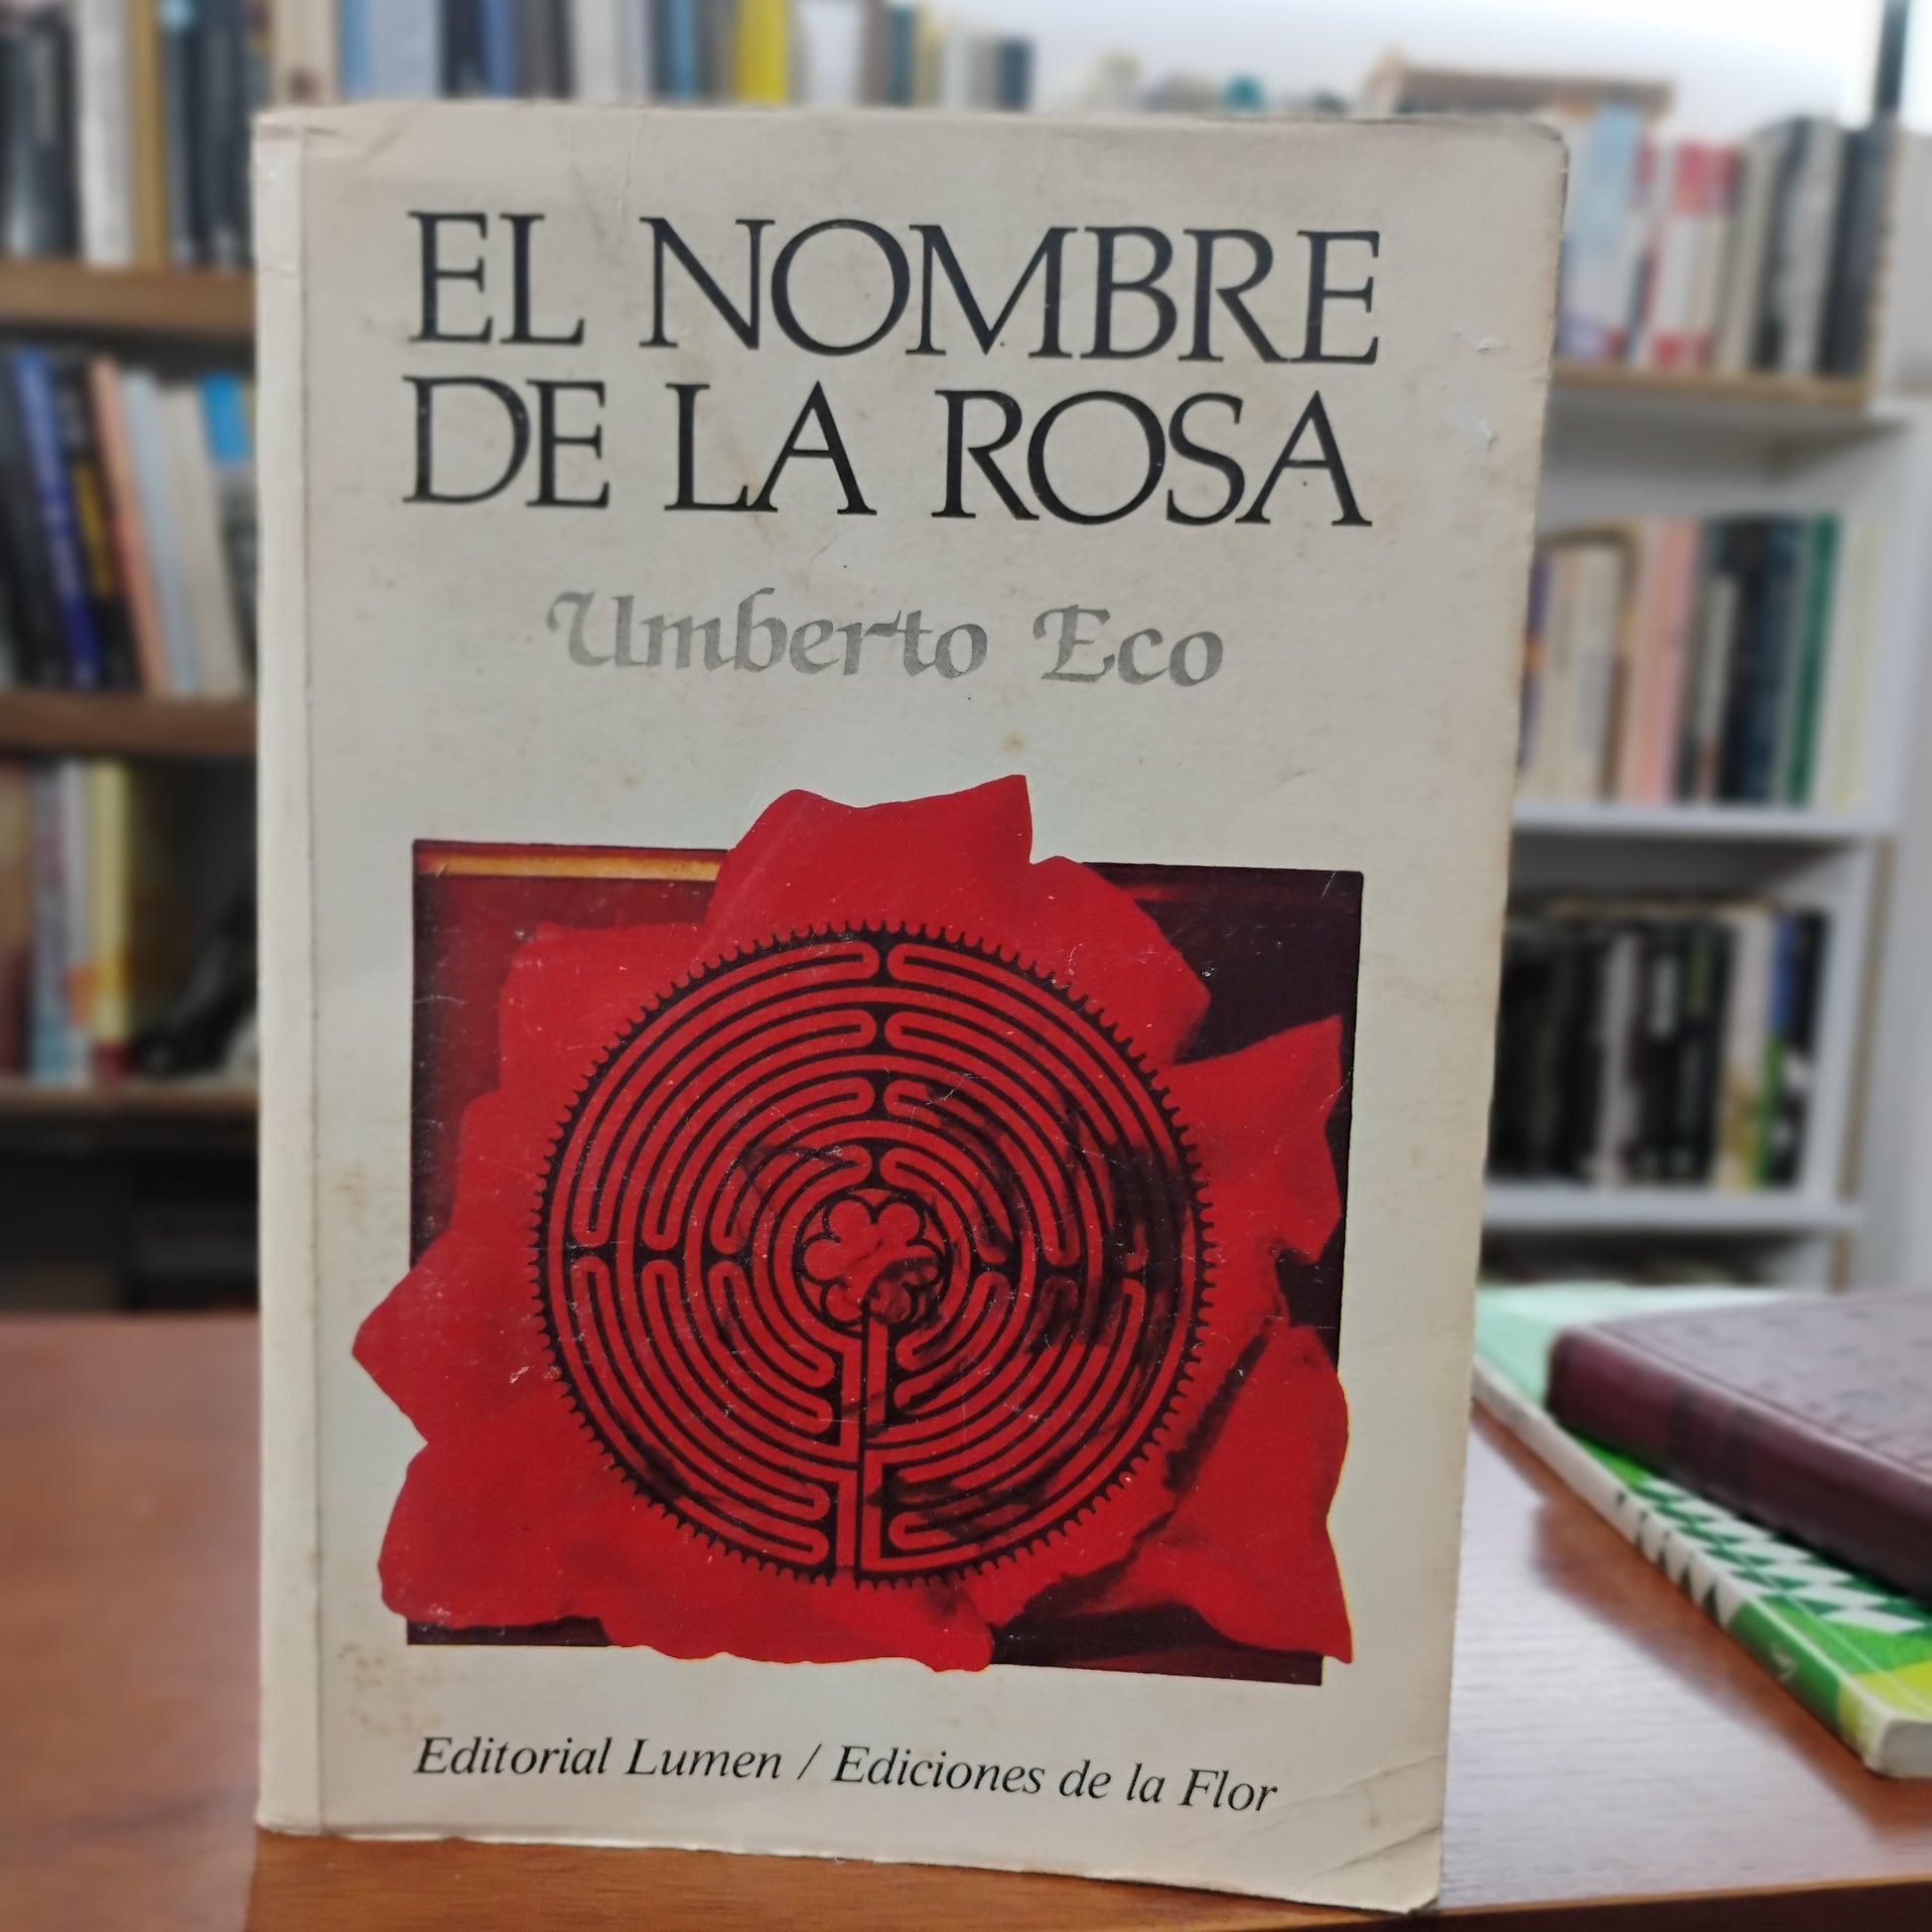 EL NOMBRE
DE LA ROSA
Umberto Eco
Editorial Lumen / Ediciones de la Flor